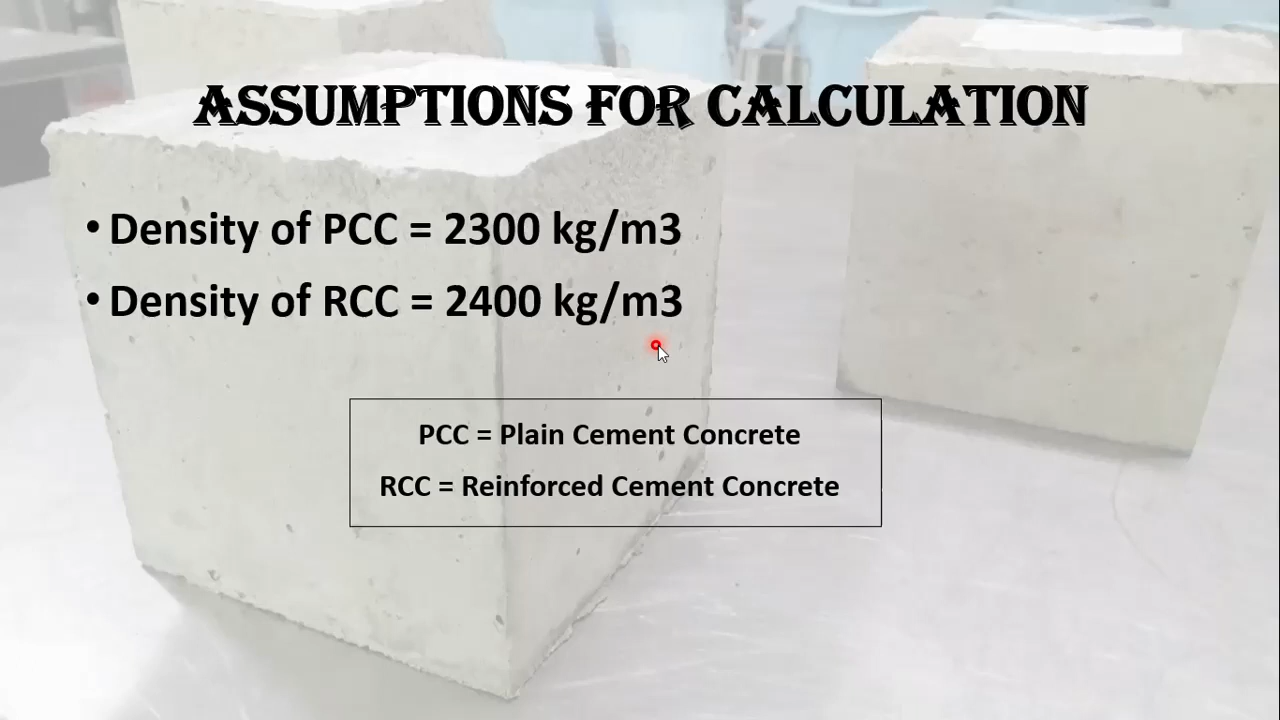 ASSUMPTIONS FOR CALCULATION
• Density of PCC = 2300 kg/m3
• Density of RCC = 2400 kg/m3
PCC = Plain Cement Concrete
RCC = Reinforced Cement Concrete